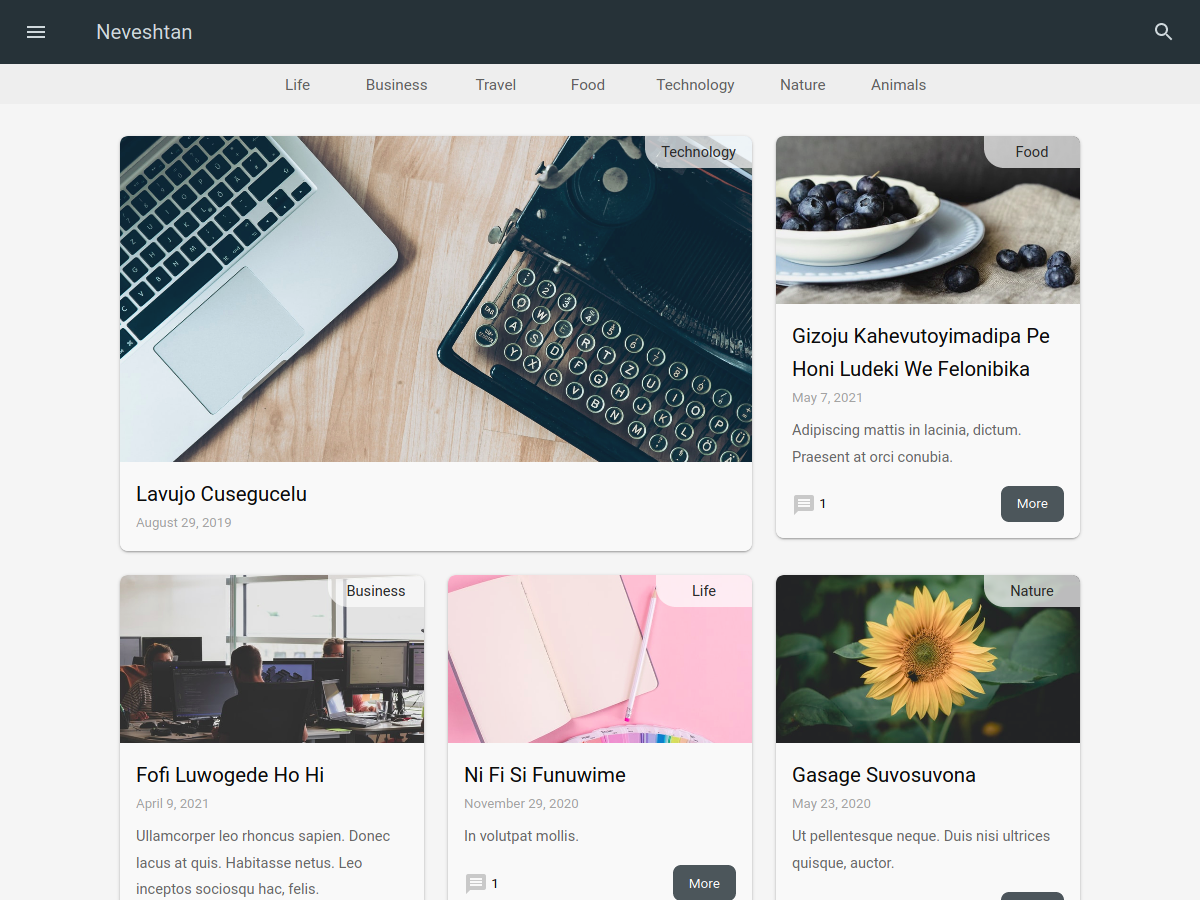 Neveshtan
Life
Business
Travel
Food
Technology
Nature
Animals
Technology
Lavujo Cusegucelu
August 29, 2019
Food
Gizoju Kahevutoyimadipa Pe
Honi Ludeki We Felonibika
May 7, 2021
Adipiscing mattis in lacinia, dictum.
Praesent at orci conubia.
1
More
Business
Fofi Luwogede Ho Hi
April 9, 2021
Ullamcorper leo rhoncus sapien. Donec
lacus at quis. Habitasse netus. Leo
inceptos sociosqu hac, felis.
Life
Ni Fi Si Funuwime
November 29, 2020
In volutpat mollis.
1
More
Nature
Gasage Suvosuvona
May 23, 2020
Ut pellentesque neque. Duis nisi ultrices
quisque, auctor.